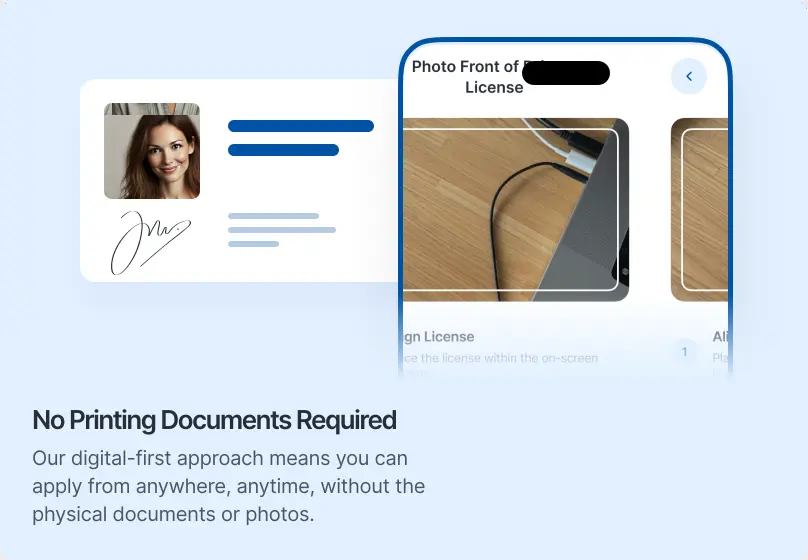 Photo Front of
License
gn License
ce the license within the on-screen
1
Ali
Pla
No Printing Documents Required
Our digital-first approach means you can
apply from anywhere, anytime, without the
physical documents or photos.